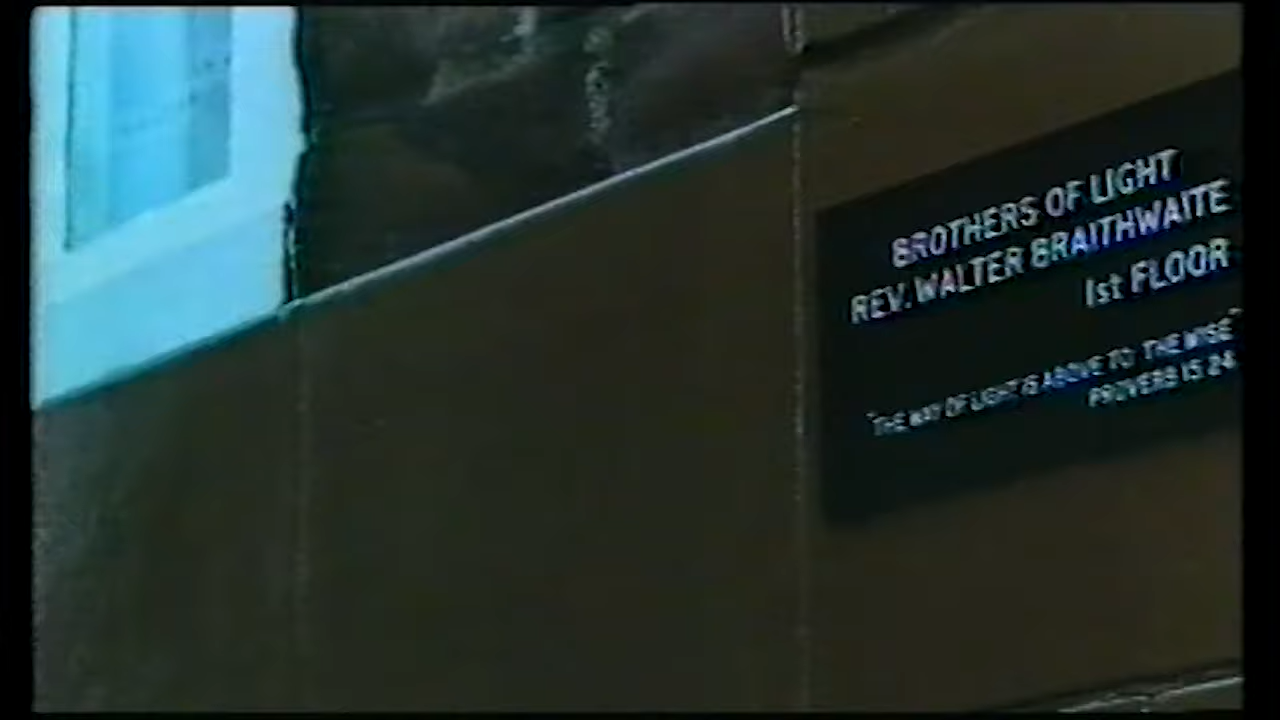 BROTHERS OF LIGHT
REV. WALTER BRAITHWAITE
1st FLOOR
"THE WAY OF LIGHT IS ABOVE TO THE WISE"
PROVERB 15 24